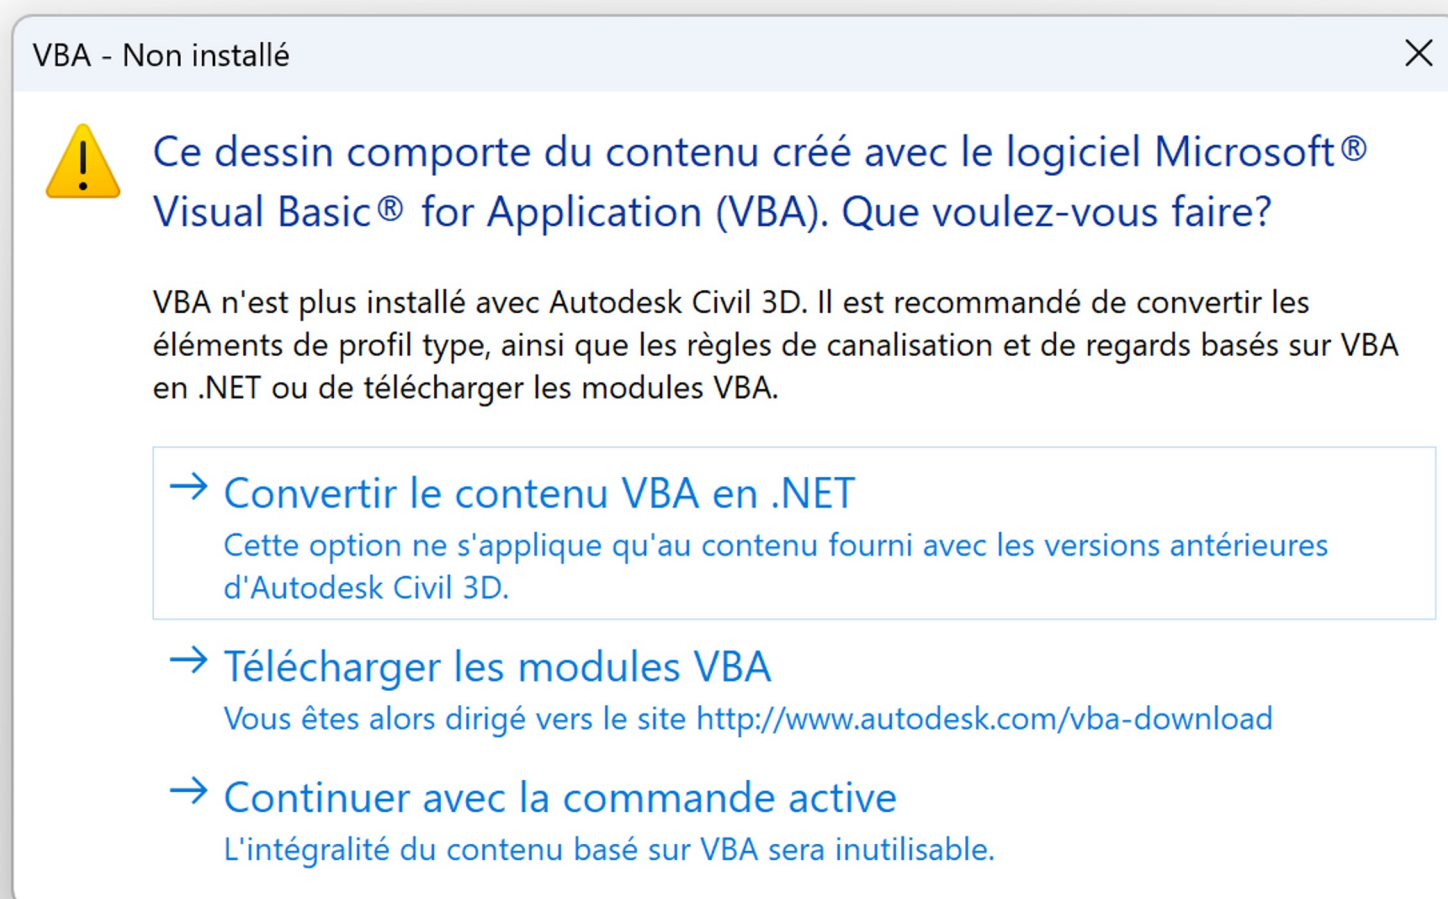 VBA - Non installé
Ce dessin comporte du contenu créé avec le logiciel Microsoft®
Visual Basic® for Application (VBA). Que voulez-vous faire?
VBA n'est plus installé avec Autodesk Civil 3D. Il est recommandé de convertir les
éléments de profil type, ainsi que les règles de canalisation et de regards basés sur VBA
en .NET ou de télécharger les modules VBA.
→ Convertir le contenu VBA en .NET
Cette option ne s'applique qu'au contenu fourni avec les versions antérieures
d'Autodesk Civil 3D.
→ Télécharger les modules VBA
Vous êtes alors dirigé vers le site http://www.autodesk.com/vba-download
→ Continuer avec la commande active
L'intégralité du contenu basé sur VBA sera inutilisable.